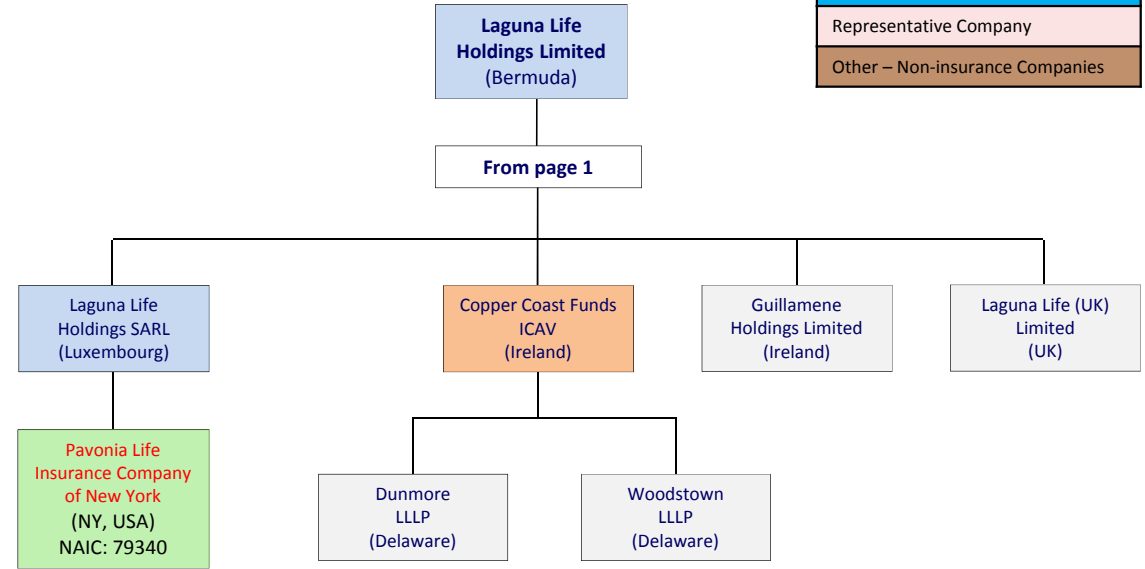 Representative Company
Other – Non-insurance Companies
Laguna Life
Holdings Limited
(Bermuda)
From page 1
Laguna Life
Holdings SARL
(Luxembourg)
Copper Coast Funds
ICAV
(Ireland)
Guillamene
Holdings Limited
(Ireland)
Laguna Life (UK)
Limited
(UK)
Pavonia Life
Insurance Company
of New York
(NY, USA)
NAIC: 79340
Dunmore
LLLP
(Delaware)
Woodstown
LLLP
(Delaware)